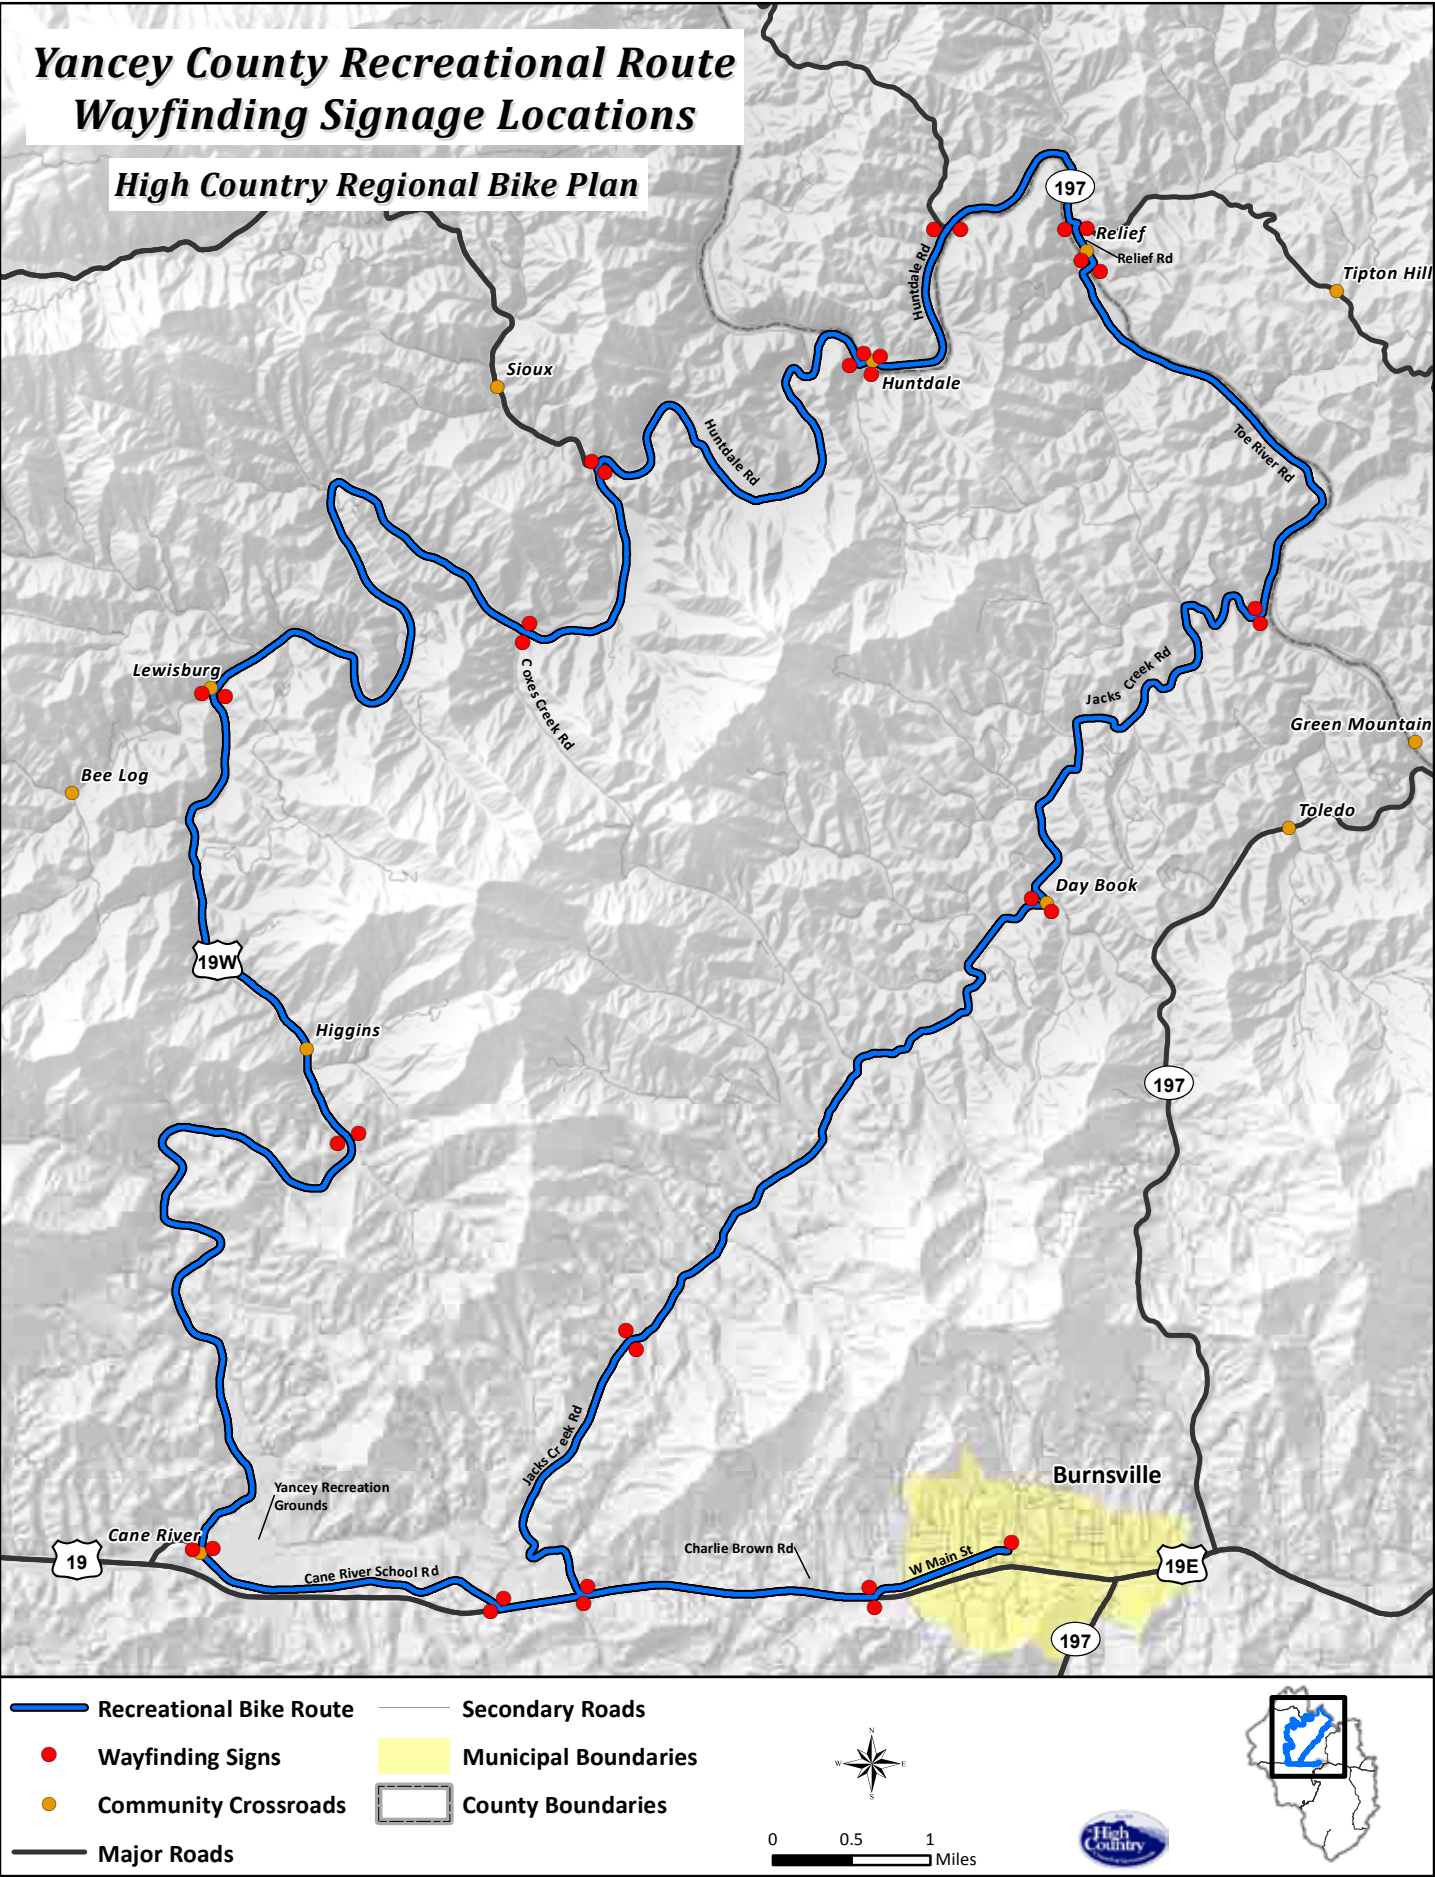 Yancey County Recreational Route
Wayfinding Signage Locations
High Country Regional Bike Plan
197
Relief
Relief Rd
Tipton Hill
Huntdale Rd
Sioux
Huntdale
Huntdale Rd
Toe River Rd
Lewisburg
Coxes Creek Rd
Jacks Creek Rd
Green Mountain
Bee Log
Toledo
Day Book
19W
Higgins
197
Jacks Creek Rd
Burnsville
Yancey Recreation
Grounds
Cane River
19
Cane River School Rd
Charlie Brown Rd
W Main St
19E
197
Recreational Bike Route
Secondary Roads
Wayfinding Signs
Municipal Boundaries
Community Crossroads
County Boundaries
Major Roads
N
W
E
S
0 0.5 1
Miles
High
Country